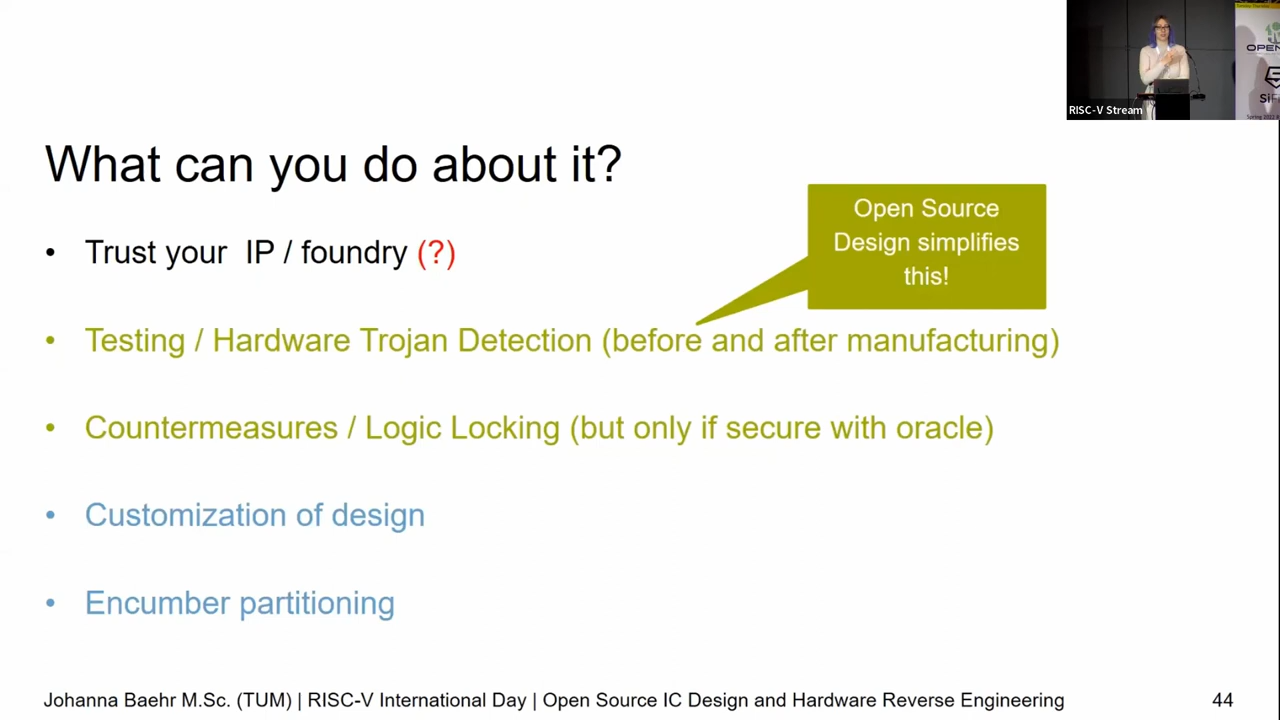 What can you do about it?
Open Source
Design simplifies
this!
• Trust your IP / foundry (?)
• Testing / Hardware Trojan Detection (before and after manufacturing)
• Countermeasures / Logic Locking (but only if secure with oracle)
• Customization of design
• Encumber partitioning
RISC-V Stream
Johanna Baehr M.Sc. (TUM) | RISC-V International Day | Open Source IC Design and Hardware Reverse Engineering
44